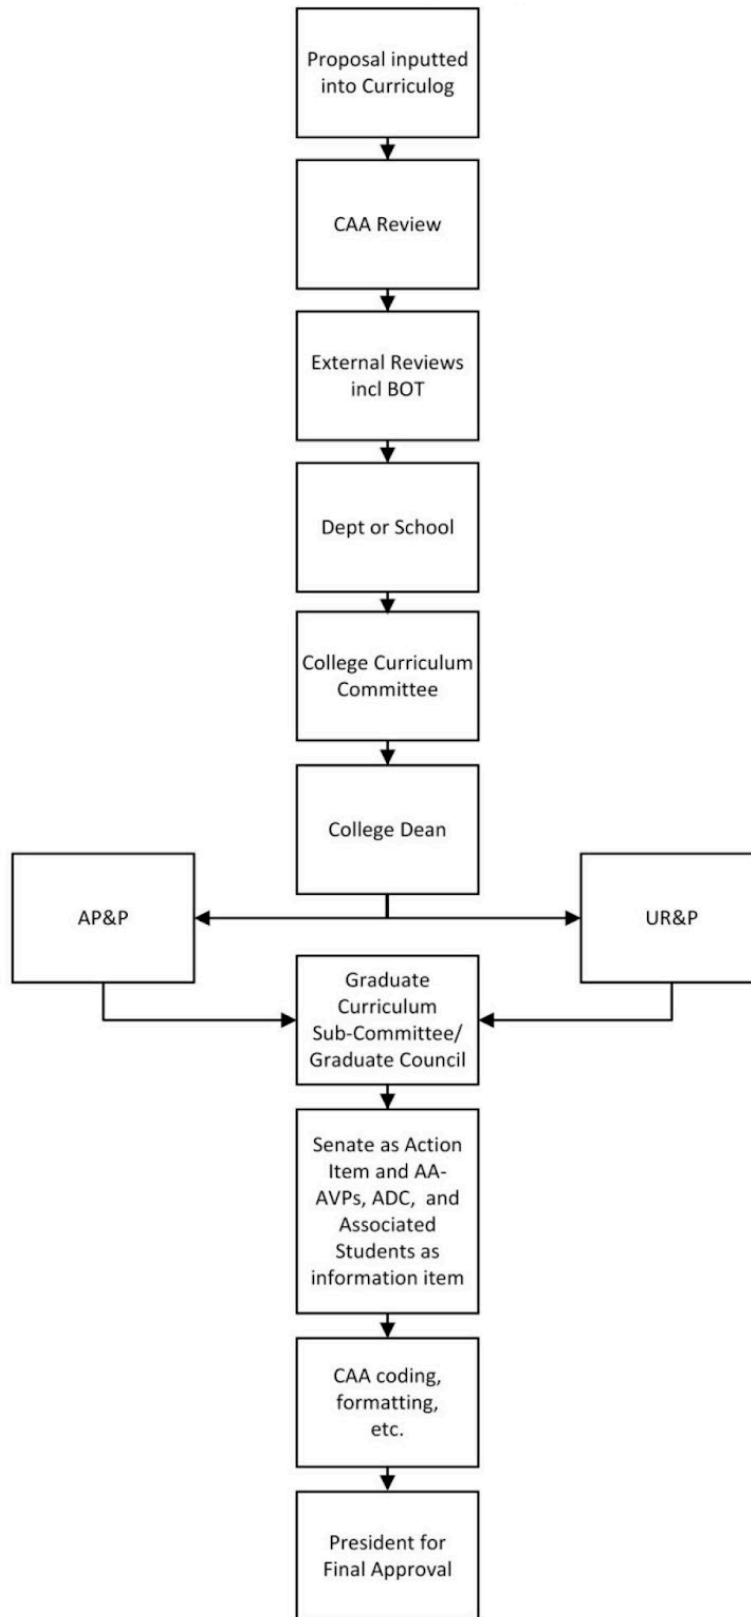 Proposal inputted
into Curriculog
CAA Review
External Reviews
incl BOT
Dept or School
College Curriculum
Committee
College Dean
AP&P
UR&P
Graduate
Curriculum
Sub-Committee/
Graduate Council
Senate as Action
Item and AA-
AVPs, ADC,  and
Associated
Students as
information item
CAA coding,
formatting,
etc.
President for
Final Approval